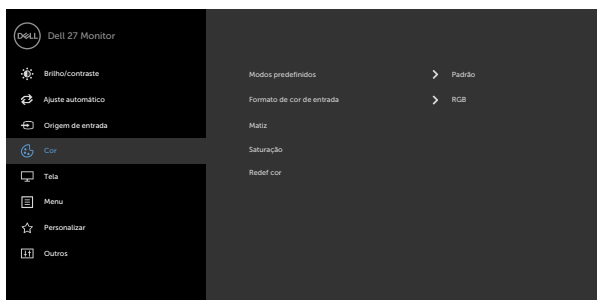 DELL
Dell 27 Monitor
Brilho/contraste
Ajuste automático
Origem de entrada
Cor
Tela
Menu
Personalizar
Outros
Modos predefinidos Padrão
Formato de cor de entrada RGB
Matiz
Saturação
Redef cor